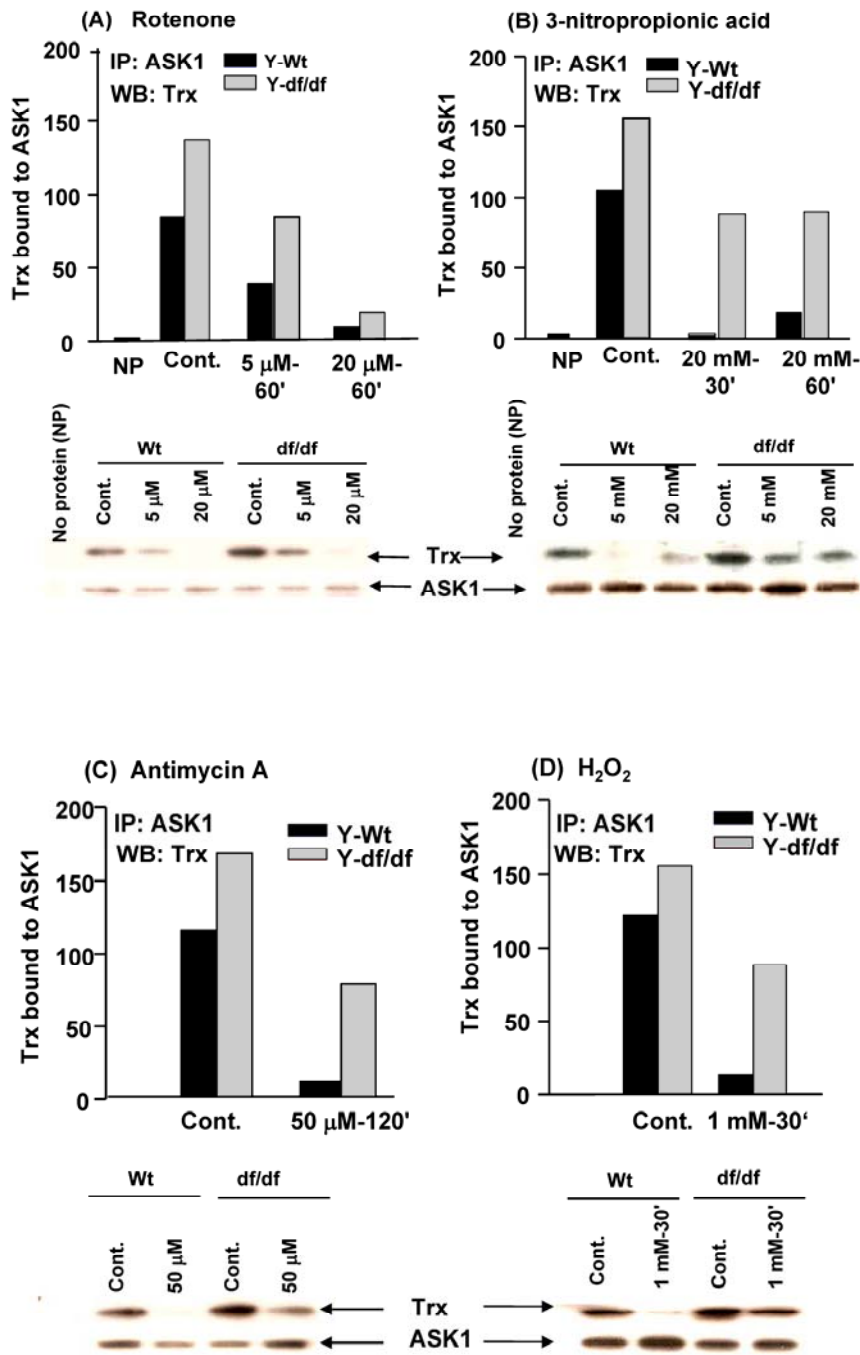 (A) Rotenone
200
150
100
50
0
Trx bound to ASK1
IP: ASK1
WB: Trx
Y-Wt
Y-df/df
NP
Cont.
5 μM-
60'
20 μM-
60'
(B) 3-nitropropionic acid
200
150
100
50
0
Trx bound to ASK1
IP: ASK1
WB: Trx
Y-Wt
Y-df/df
NP
Cont.
20 mM-
30'
20 mM-
60'
No protein (NP)
Wt
df/df
Cont.
5 μM
20 μM
Cont.
5 μM
20 μM
No protein (NP)
Wt
df/df
Cont.
5 mM
20 mM
Cont.
5 mM
20 mM
Trx
ASK1
(C) Antimycin A
200
150
100
50
0
Trx bound to ASK1
IP: ASK1
WB: Trx
Y-Wt
Y-df/df
Cont.
50 μM-120'
(D) H₂O₂
200
150
100
50
0
Trx bound to ASK1
IP: ASK1
WB: Trx
Y-Wt
Y-df/df
Cont.
1 mM-30‘
Wt
df/df
Cont.
50 μM
Cont.
50 μM
Wt
df/df
Cont.
1 mM-30'
Cont.
1 mM-30'
Trx
ASK1